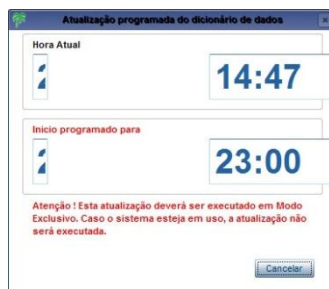 Atualização programada do dicionário de dados
Hora Atual
14:47
Inicio programado para
23:00
Atenção ! Esta atualização deverá ser executado em Modo
Exclusivo. Caso o sistema esteja em uso, a atualização não
será executada.
Cancelar